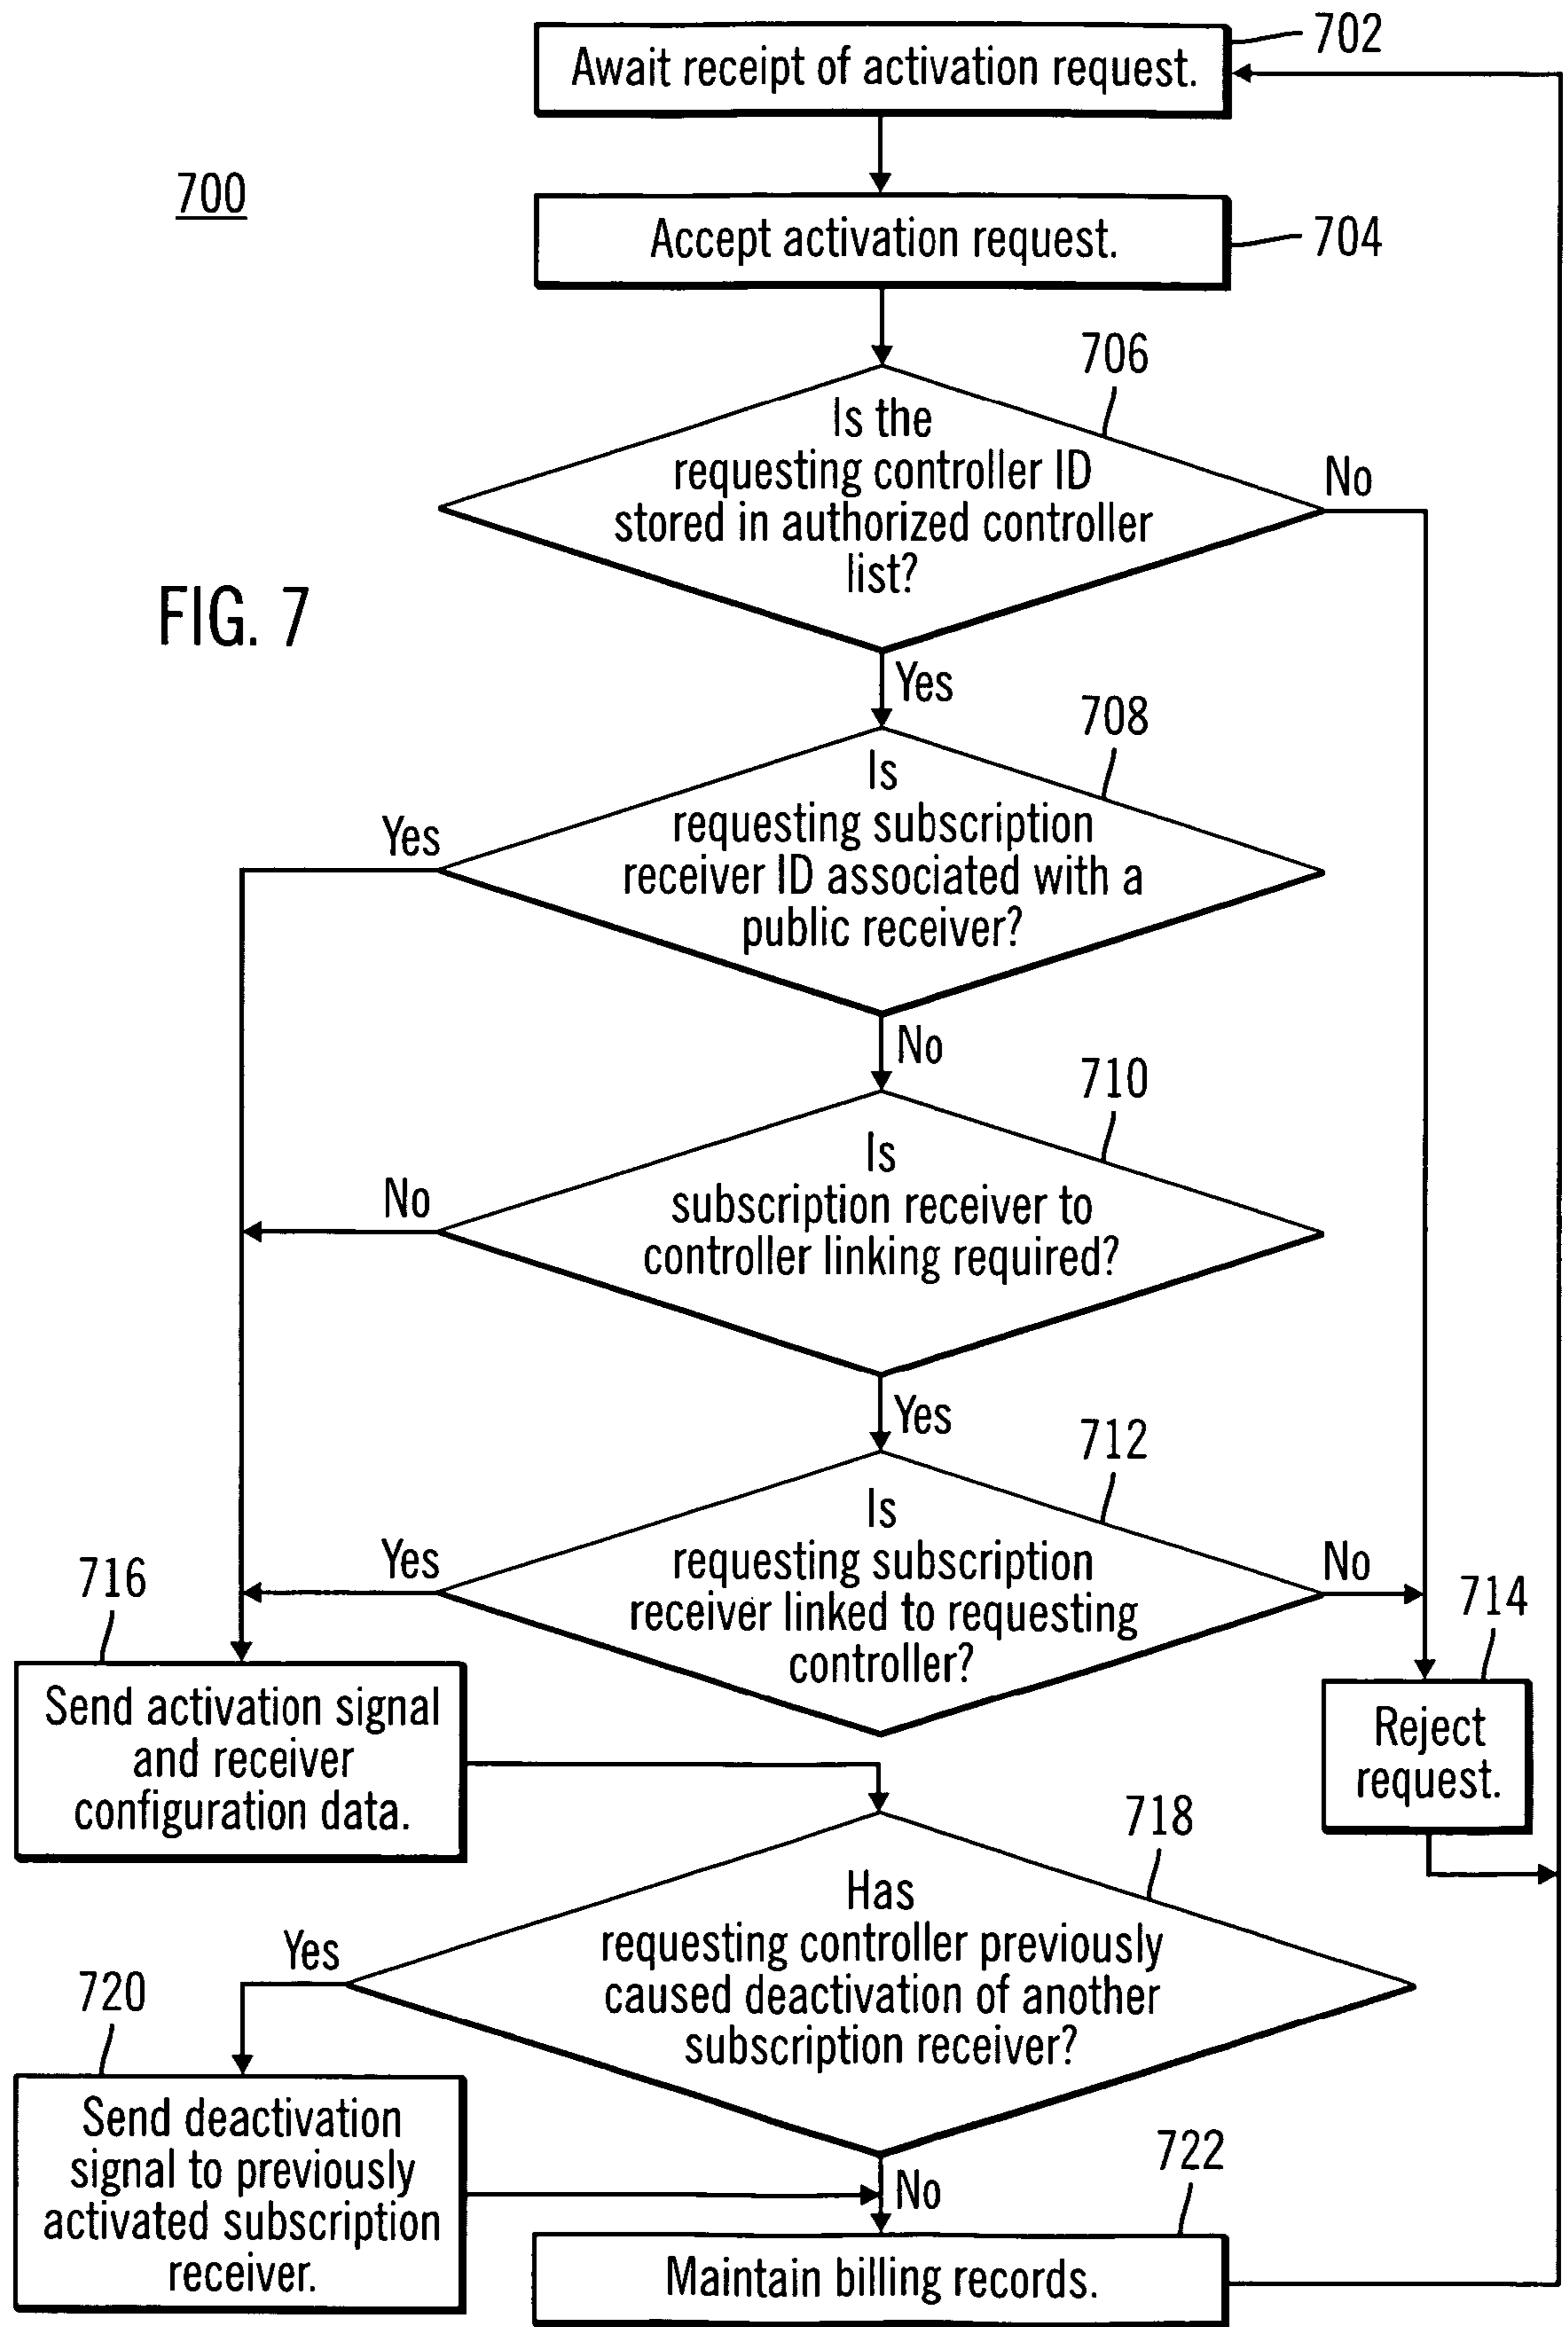 702
Await receipt of activation request.
700
Accept activation request.
704
706
Is the
requesting controller ID
stored in authorized controller
list?
No
FIG. 7
Yes
708
Is
requesting subscription
receiver ID associated with a
public receiver?
Yes
No
710
Is
subscription receiver to
controller linking required?
No
Yes
712
Is
requesting subscription
receiver linked to requesting
controller?
Yes
No
716
714
Send activation signal
and receiver
configuration data.
Reject
request.
718
Has
requesting controller previously
caused deactivation of another
subscription receiver?
Yes
720
Send deactivation
signal to previously
activated subscription
receiver.
No
722
Maintain billing records.